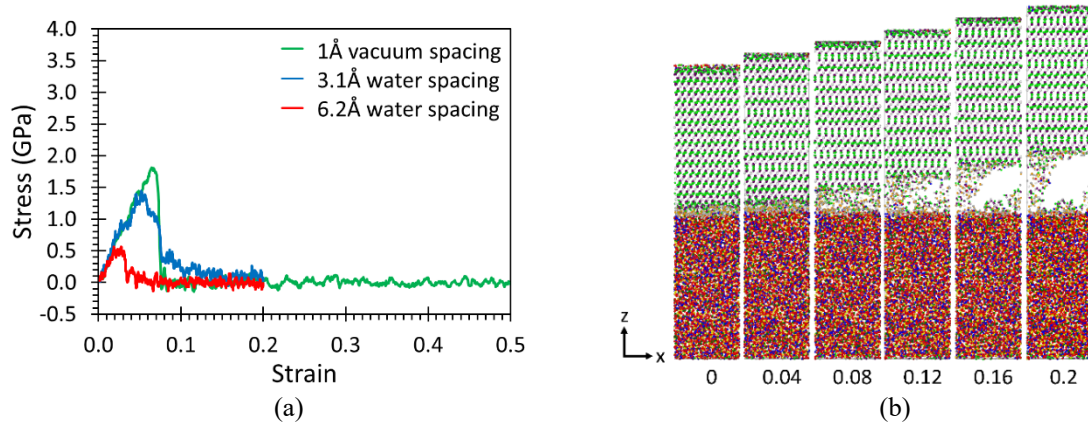 4.0
3.5
3.0
2.5
2.0
1.5
1.0
0.5
0.0
-0.5
Stress (GPa)
1Å vacuum spacing
3.1Å water spacing
6.2Å water spacing
0.0 0.1 0.2 0.3 0.4 0.5
Strain
(a)
z
x
0 0.04 0.08 0.12 0.16 0.2
(b)